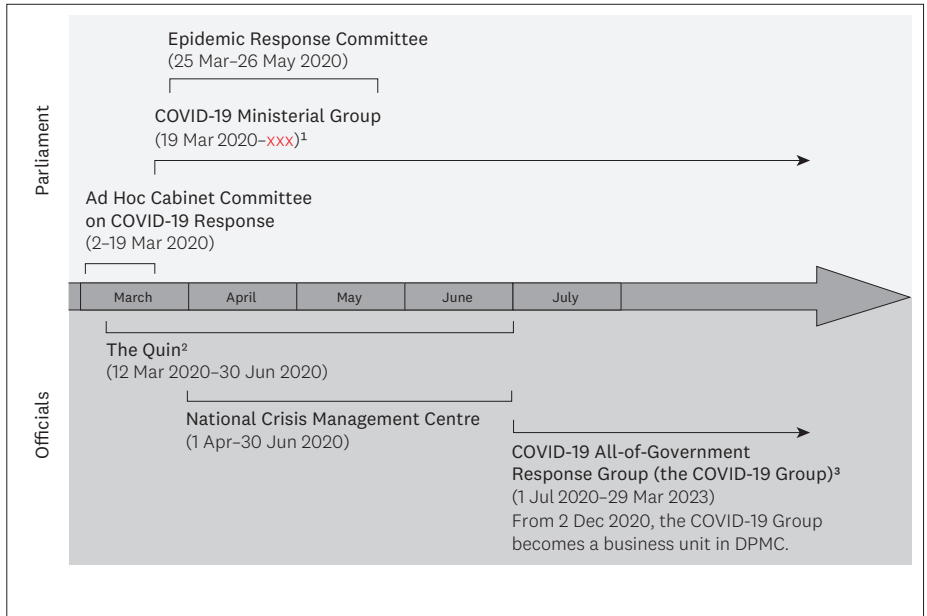 Epidemic Response Committee
(25 Mar–26 May 2020)
COVID-19 Ministerial Group
(19 Mar 2020–xxx)¹
Parliament
Ad Hoc Cabinet Committee
on COVID-19 Response
(2–19 Mar 2020)
March
April
May
June
July
The Quin²
(12 Mar 2020–30 Jun 2020)
Officials
National Crisis Management Centre
(1 Apr–30 Jun 2020)
COVID-19 All-of-Government
Response Group (the COVID-19 Group)³
(1 Jul 2020–29 Mar 2023)
From 2 Dec 2020, the COVID-19 Group
becomes a business unit in DPMC.